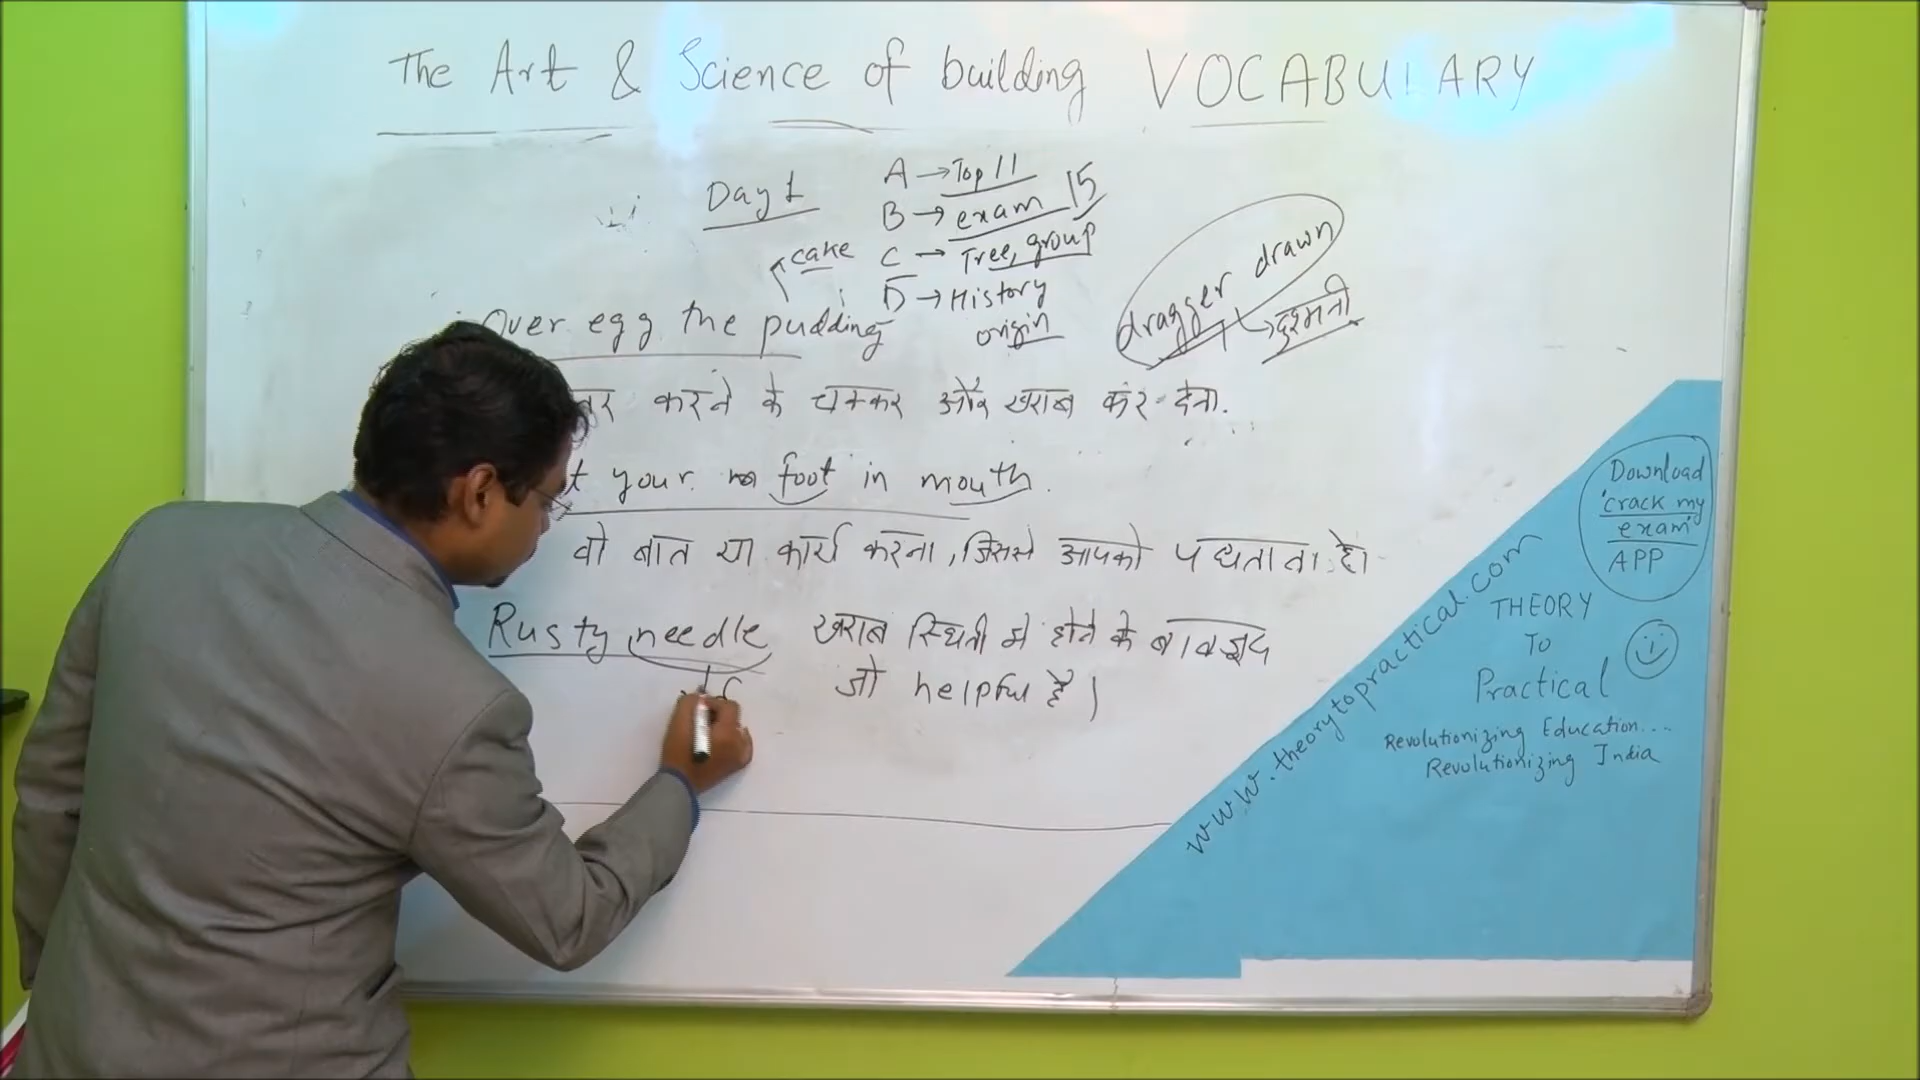 The Art & Science of building VOCABULARY
Day 1
A → Top 11
B → exam 15
C → Tree, group
D → History
origin
cake
Over egg the pudding
dragger drawn
दुश्मनी
करने के चक्कर और खराब कर देना.
your foot in mouth.
वो बात या कार्य करना, जिससे आपको पछताता है।
Rusty needle खराब स्थिती में होने के बावजूद
जो helpful है।
Download
'crack my
exam'
APP
www.theorytopractical.com
THEORY
To
Practical
Revolutionizing Education...
Revolutionizing India